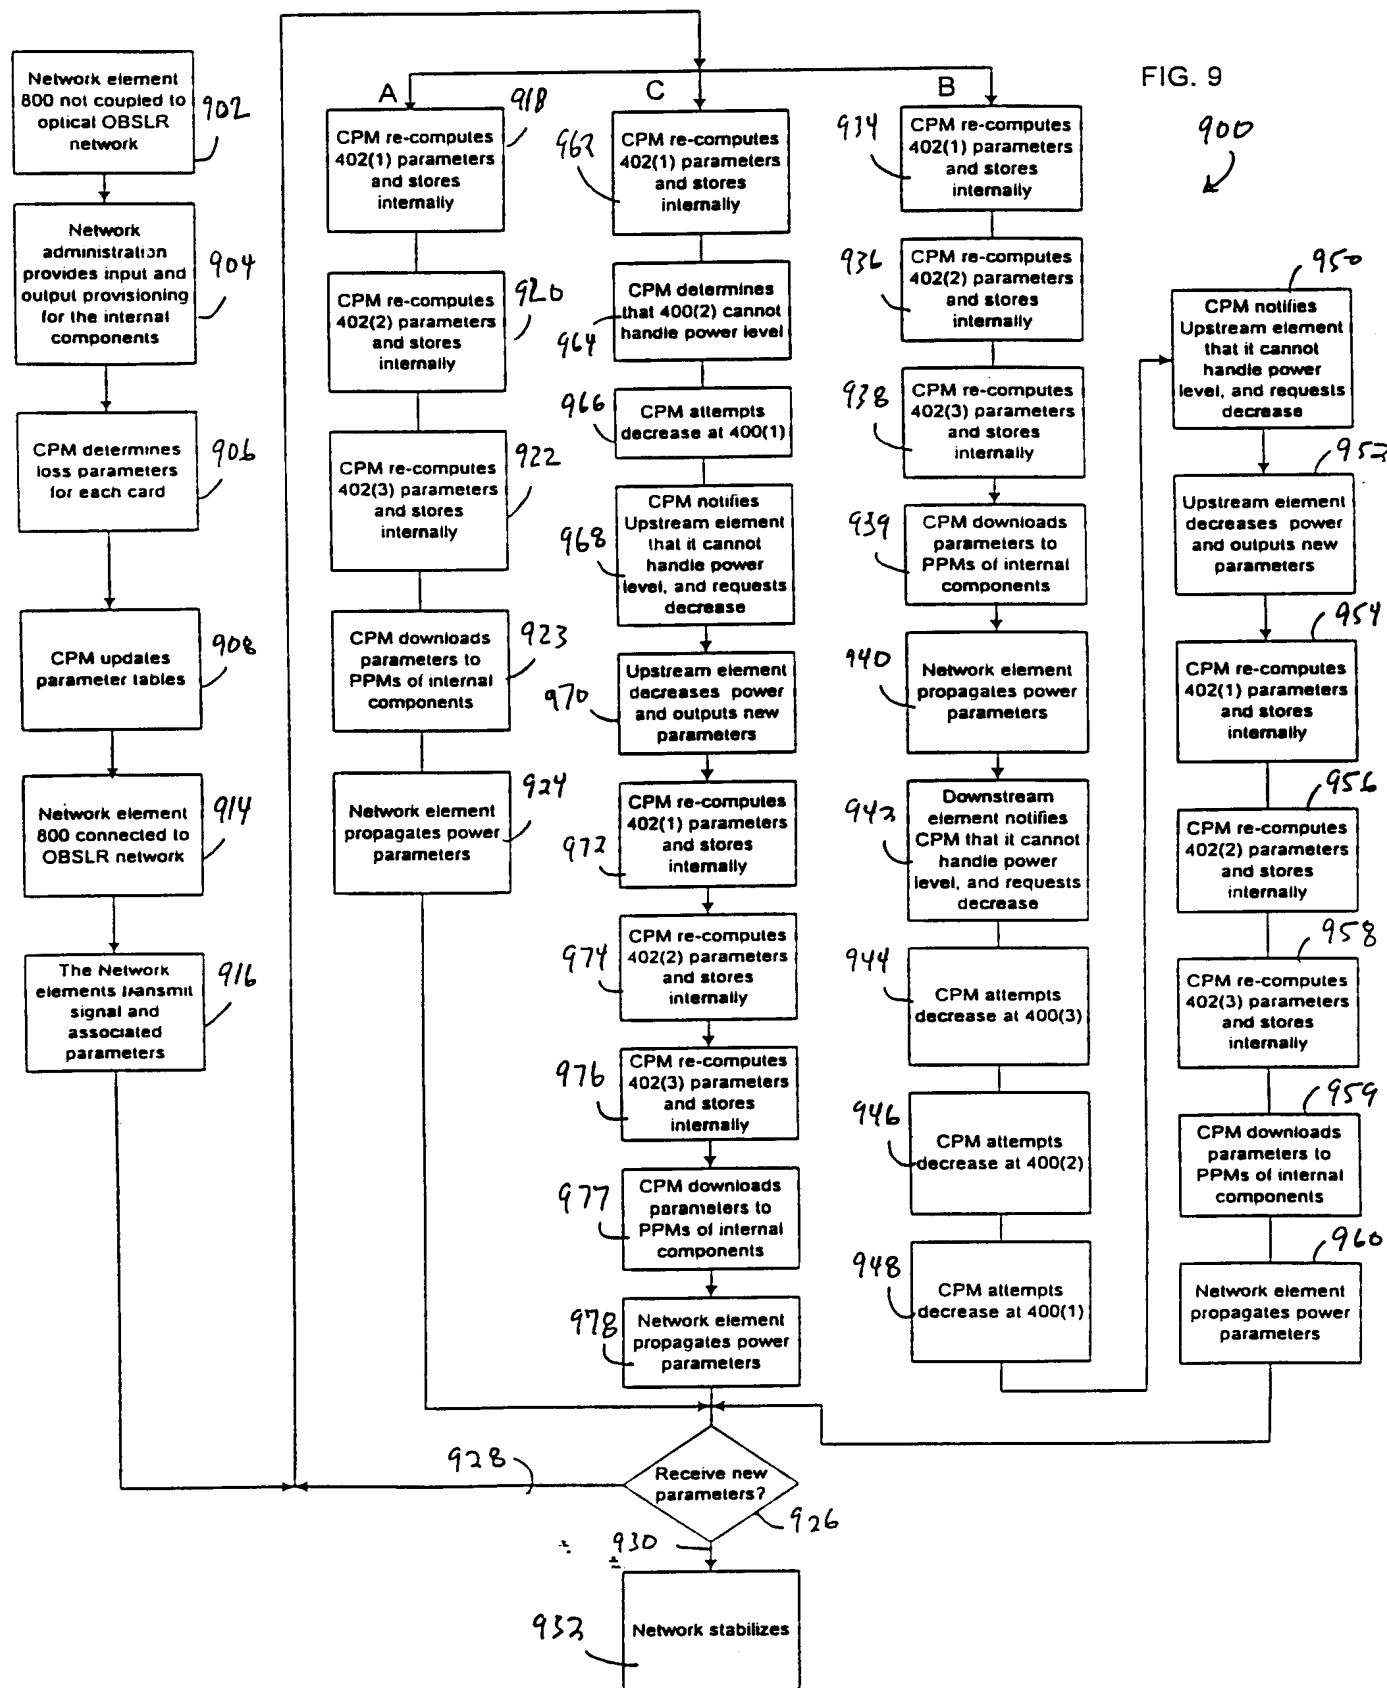 FIG. 9
900
Network element
800 not coupled to
optical OBSLR
network
902
Network
administration
provides input and
output provisioning
for the internal
components
904
CPM determines
loss parameters
for each card
906
CPM updates
parameter tables
908
Network element
800 connected to
OBSLR network
914
The Network
elements transmit
signal and
associated
parameters
916
A
918
CPM re-computes
402(1) parameters
and stores
internally
920
CPM re-computes
402(2) parameters
and stores
internally
922
CPM re-computes
402(3) parameters
and stores
internally
923
CPM downloads
parameters to
PPMs of internal
components
924
Network element
propagates power
parameters
C
962
CPM re-computes
402(1) parameters
and stores
internally
964
CPM determines
that 400(2) cannot
handle power level
966
CPM attempts
decrease at 400(1)
968
CPM notifies
Upstream element
that it cannot
handle power
level, and requests
decrease
970
Upstream element
decreases power
and outputs new
parameters
972
CPM re-computes
402(1) parameters
and stores
internally
974
CPM re-computes
402(2) parameters
and stores
internally
976
CPM re-computes
402(3) parameters
and stores
internally
977
CPM downloads
parameters to
PPMs of internal
components
978
Network element
propagates power
parameters
B
934
CPM re-computes
402(1) parameters
and stores
internally
936
CPM re-computes
402(2) parameters
and stores
internally
938
CPM re-computes
402(3) parameters
and stores
internally
939
CPM downloads
parameters to
PPMs of internal
components
940
Network element
propagates power
parameters
942
Downstream
element notifies
CPM that it cannot
handle power
level, and requests
decrease
944
CPM attempts
decrease at 400(3)
946
CPM attempts
decrease at 400(2)
948
CPM attempts
decrease at 400(1)
950
CPM notifies
Upstream element
that it cannot
handle power
level, and requests
decrease
952
Upstream element
decreases power
and outputs new
parameters
954
CPM re-computes
402(1) parameters
and stores
internally
956
CPM re-computes
402(2) parameters
and stores
internally
958
CPM re-computes
402(3) parameters
and stores
internally
959
CPM downloads
parameters to
PPMs of internal
components
960
Network element
propagates power
parameters
928
Receive new
parameters?
926
930
932
Network stabilizes